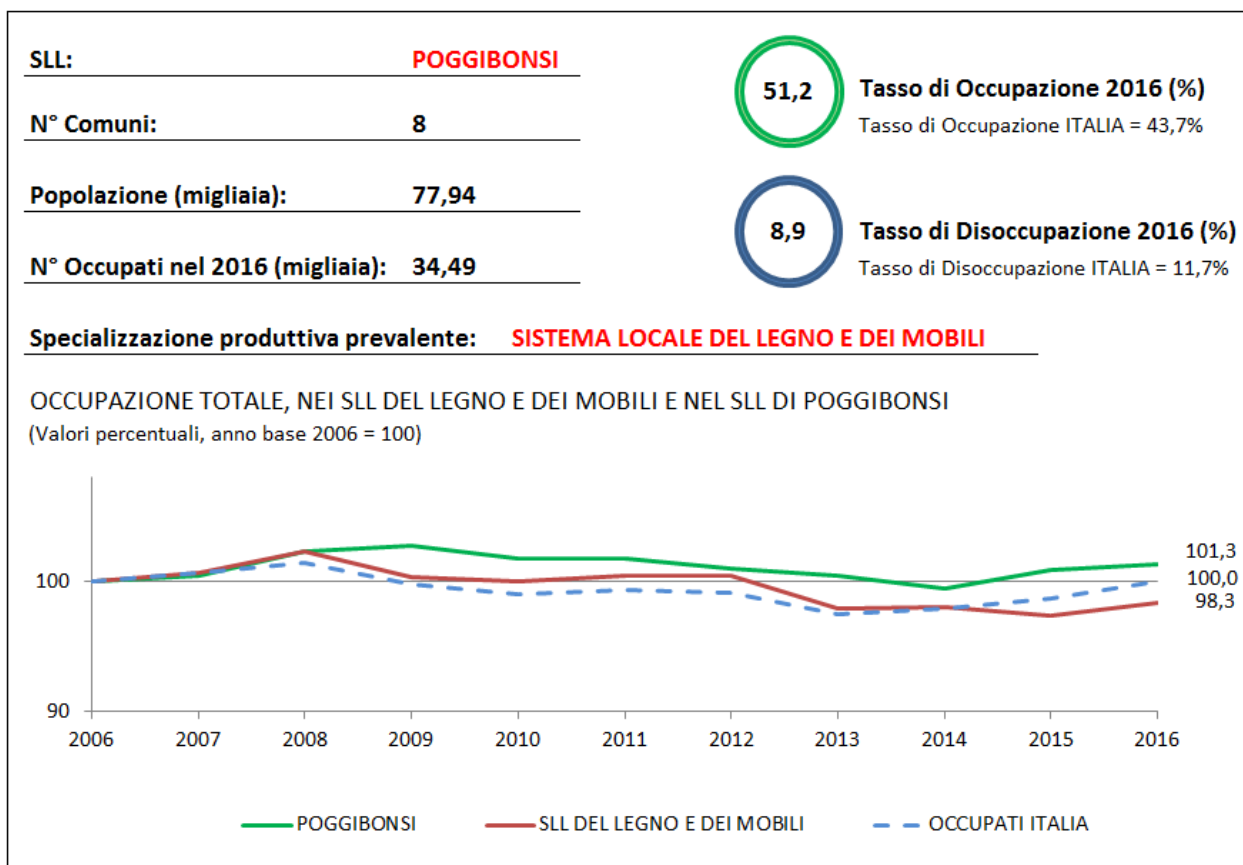 SLL: POGGIBONSI
N° Comuni: 8
Popolazione (migliaia): 77,94
N° Occupati nel 2016 (migliaia): 34,49
51,2
Tasso di Occupazione 2016 (%)
Tasso di Occupazione ITALIA = 43,7%
8,9
Tasso di Disoccupazione 2016 (%)
Tasso di Disoccupazione ITALIA = 11,7%
Specializzazione produttiva prevalente: SISTEMA LOCALE DEL LEGNO E DEI MOBILI
OCCUPAZIONE TOTALE, NEI SLL DEL LEGNO E DEI MOBILI E NEL SLL DI POGGIBONSI
(Valori percentuali, anno base 2006 = 100)
100
90
101,3
100,0
98,3
2006 2007 2008 2009 2010 2011 2012 2013 2014 2015 2016
POGGIBONSI SLL DEL LEGNO E DEI MOBILI OCCUPATI ITALIA